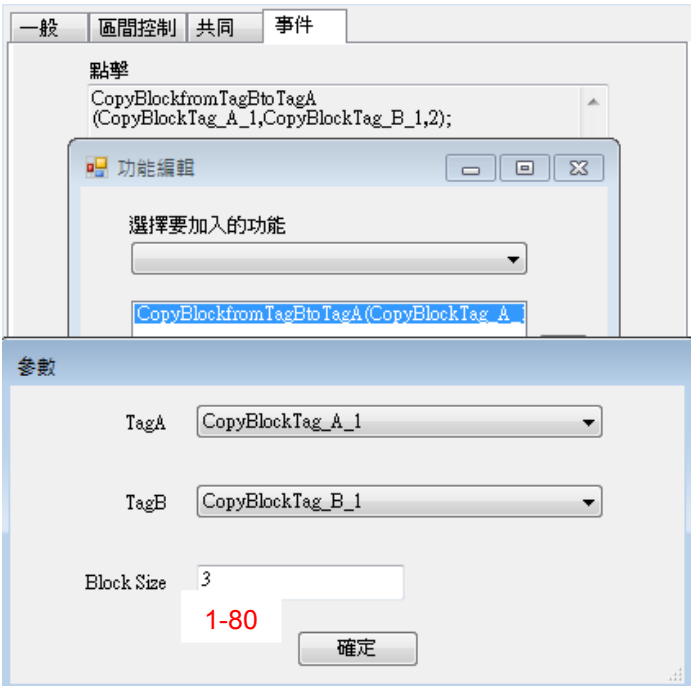 一般 區間控制 共同 事件
點擊
CopyBlockfromTagBtoTagA
(CopyBlockTag_A_1,CopyBlockTag_B_1,2);
功能編輯
選擇要加入的功能
CopyBlockfromTagBtoTagA(CopyBlockTag_A_
參數
TagA CopyBlockTag_A_1
TagB CopyBlockTag_B_1
Block Size 3
1-80
確定